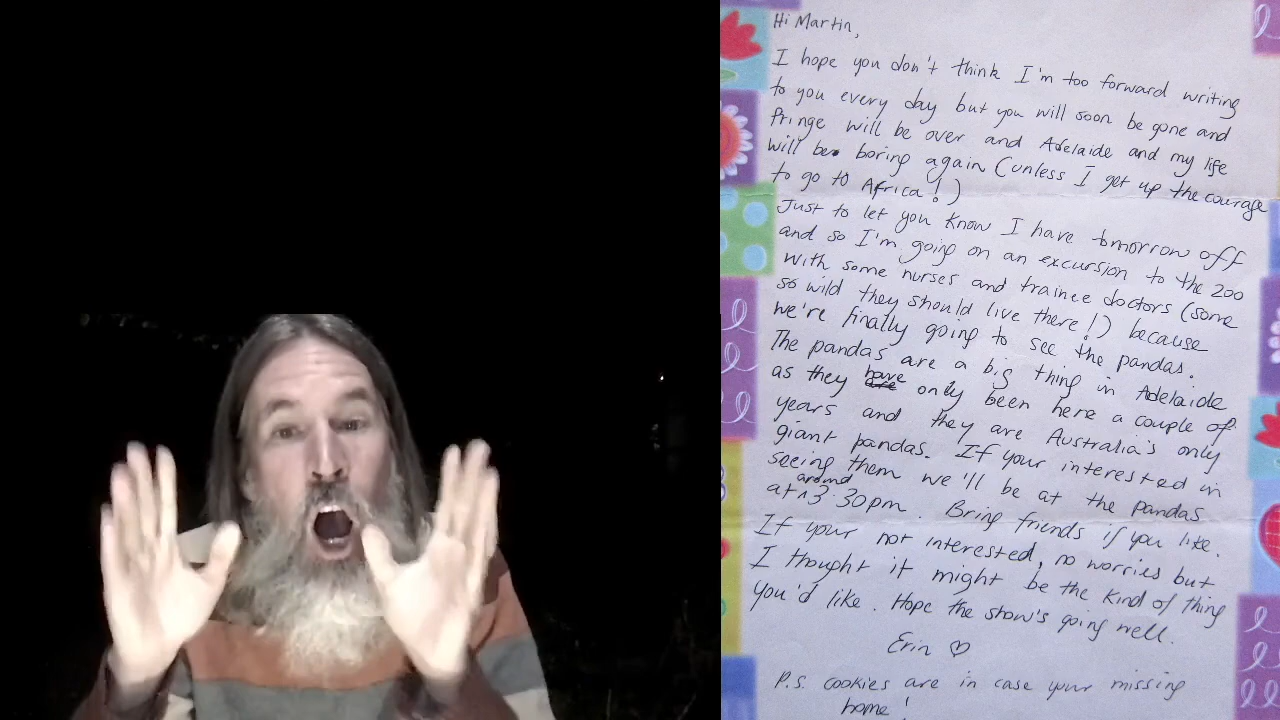 Hi Martin,
I hope you don't think I'm too forward writing
to you every day but you will soon be gone and
Fringe will be over and Adelaide and my life
will be boring again (unless I get up the courage
to go to Africa!)
Just to let you know I have tomorrow off
and so I'm going on an excursion to the zoo
with some nurses and trainee doctors (some
so wild they should live there!) because
we're finally going to see the pandas.
The pandas are a big thing in Adelaide
as they have only been here a couple of
years and they are Australia's only
giant pandas. If your interested in
seeing them we'll be at the pandas
at around 3:30pm. Bring friends if you like.
If your not interested, no worries but
I thought it might be the kind of thing
you'd like. Hope the show's going well.
Erin ♡
P.S. cookies are in case your missing
home!